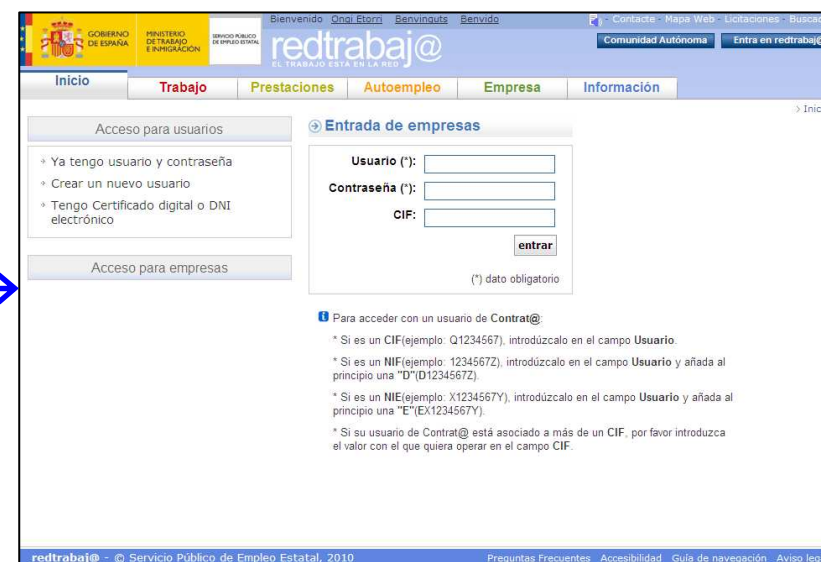 Bienvenido Ongi Etorri Benvinguts Benvido
- Contacte - Mapa Web - Licitaciones -
GOBIERNO DE ESPAÑA
MINISTERIO DE TRABAJO E INMIGRACIÓN
SERVICIO PÚBLICO DE EMPLEO ESTATAL
redtrabaj@
EL TRABAJO ESTA EN LA RED
Comunidad Autónoma
Entra en redtrabaj@
Inicio Trabajo Prestaciones Autoempleo Empresa Información
Acceso para usuarios
Ya tengo usuario y contraseña
Crear un nuevo usuario
Tengo Certificado digital o DNI
electrónico
Acceso para empresas
Entrada de empresas
Usuario (*):
Contraseña (*):
CIF:
entrar
(*) dato obligatorio
Para acceder con un usuario de Contrat@:
* Si es un CIF(ejemplo: Q1234567), introdúzcalo en el campo Usuario.
* Si es un NIF(ejemplo: 1234567Z), introdúzcalo en el campo Usuario y añada al
principio una "D"(D1234567Z).
* Si es un NIE(ejemplo: X1234567Y), introdúzcalo en el campo Usuario y añada al
principio una "E"(EX1234567Y).
* Si su usuario de Contrat@ está asociado a más de un CIF, por favor introduzca
el valor con el que quiera operar en el campo CIF.
redtrabaj@ - © Servicio Público de Empleo Estatal, 2010
Preguntas Frecuentes Accesibilidad Guía de navegación Aviso